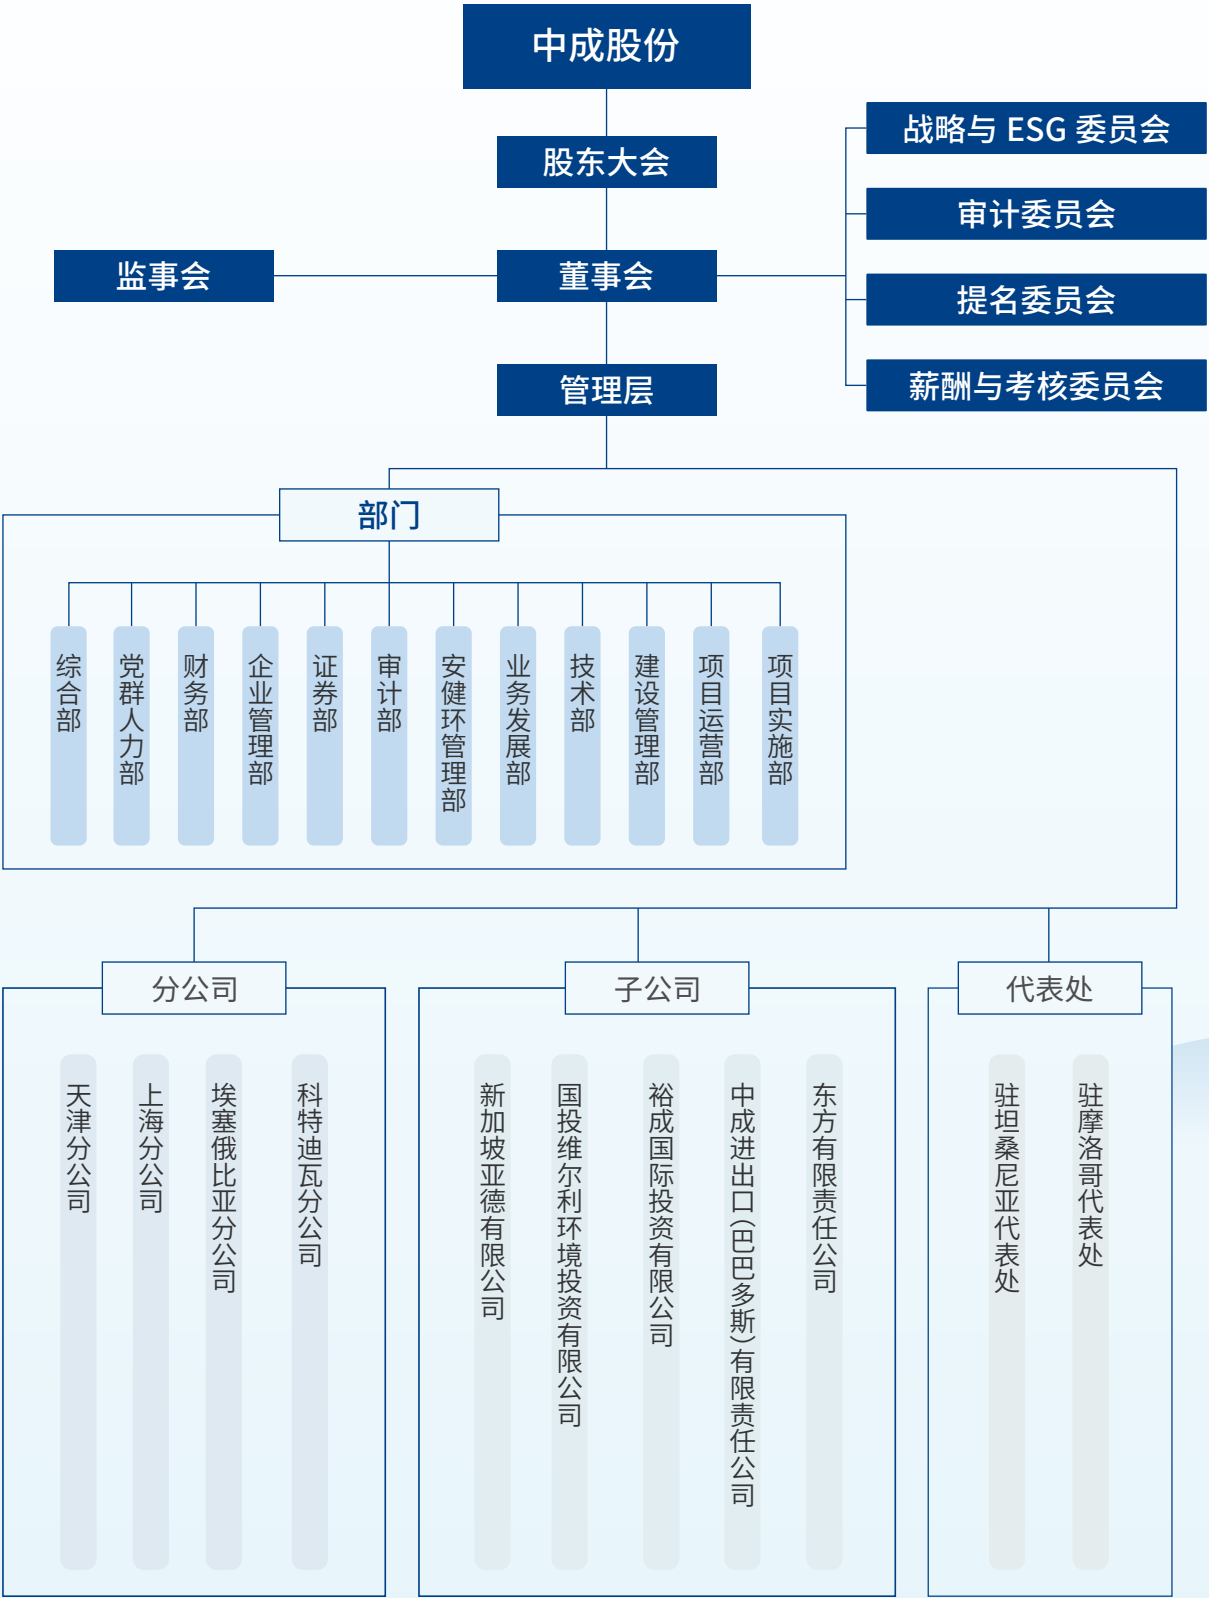 中成股份
股东大会
战略与 ESG 委员会
审计委员会
监事会
董事会
提名委员会
管理层
薪酬与考核委员会
部门
综合部
党群人力部
财务部
企业管理部
证券部
审计部
安健环管理部
业务发展部
技术部
建设管理部
项目运营部
项目实施部
分公司
天津分公司
上海分公司
埃塞俄比亚分公司
科特迪瓦分公司
子公司
新加坡亚德有限公司
国投维尔利环境投资有限公司
裕成国际投资有限公司
中成进出口(巴巴多斯)有限责任公司
东方有限责任公司
代表处
驻坦桑尼亚代表处
驻摩洛哥代表处